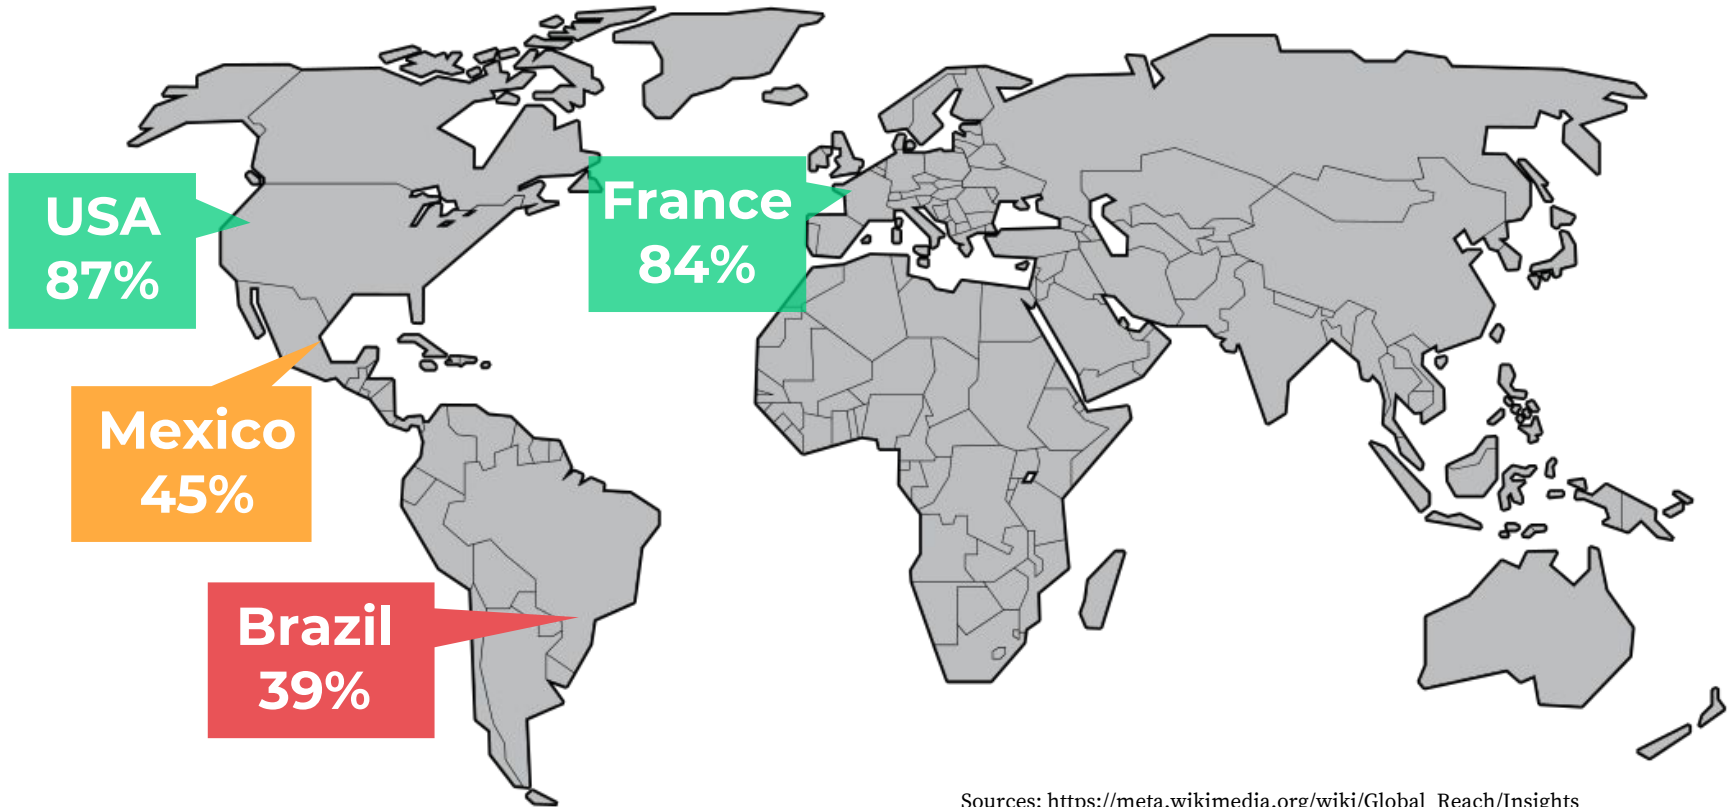 USA
87%
France
84%
Mexico
45%
Brazil
39%
Sources: https://meta.wikimedia.org/wiki/Global_Reach/Insights